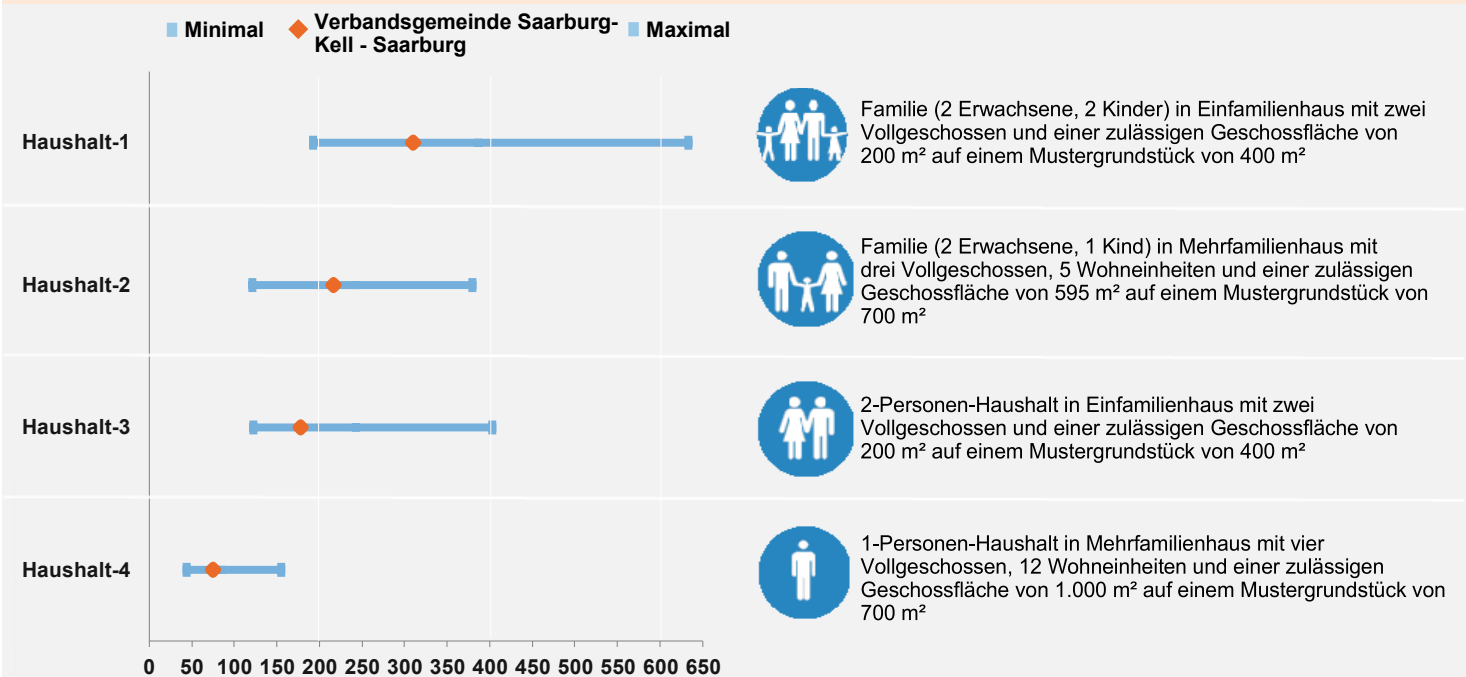 Minimal
Verbandsgemeinde Saarburg-
Kell - Saarburg
Maximal
Haushalt-1
Familie (2 Erwachsene, 2 Kinder) in Einfamilienhaus mit zwei
Vollgeschossen und einer zulässigen Geschossfläche von
200 m² auf einem Mustergrundstück von 400 m²
Haushalt-2
Familie (2 Erwachsene, 1 Kind) in Mehrfamilienhaus mit
drei Vollgeschossen, 5 Wohneinheiten und einer zulässigen
Geschossfläche von 595 m² auf einem Mustergrundstück von
700 m²
Haushalt-3
2-Personen-Haushalt in Einfamilienhaus mit zwei
Vollgeschossen und einer zulässigen Geschossfläche von
200 m² auf einem Mustergrundstück von 400 m²
Haushalt-4
1-Personen-Haushalt in Mehrfamilienhaus mit vier
Vollgeschossen, 12 Wohneinheiten und einer zulässigen
Geschossfläche von 1.000 m² auf einem Mustergrundstück von
700 m²
0 50 100 150 200 250 300 350 400 450 500 550 600 650